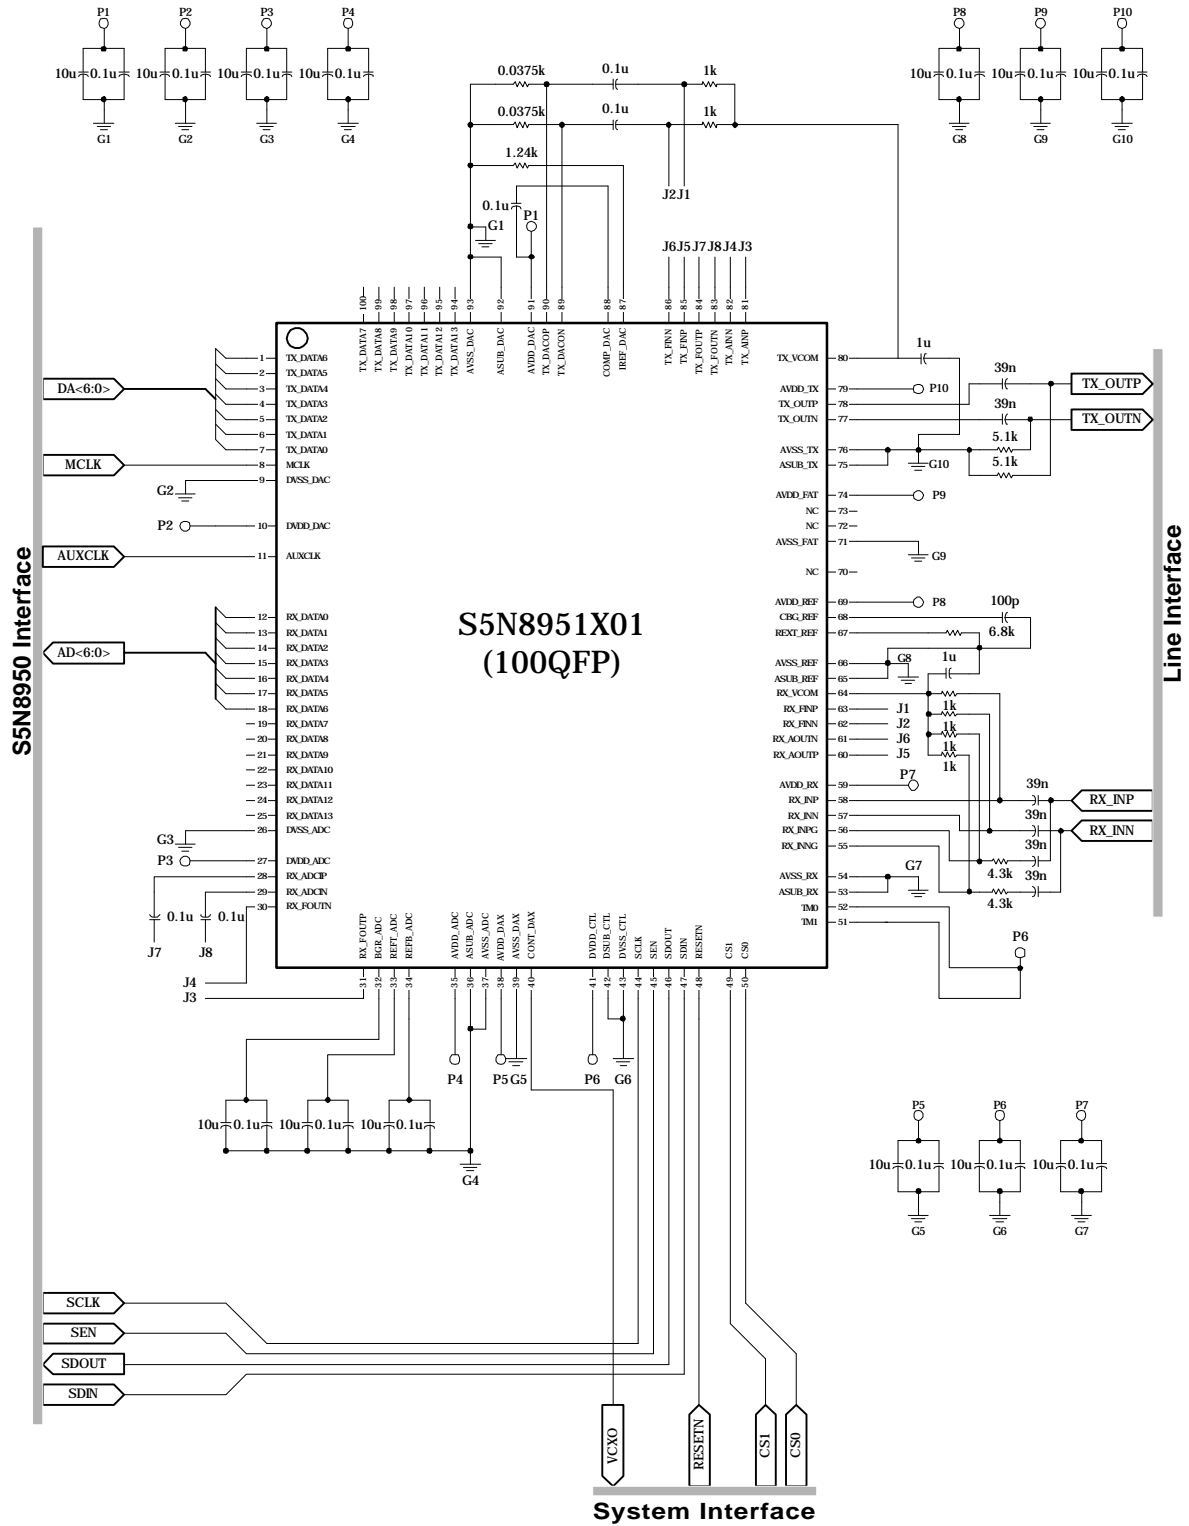 P1 P2 P3 P4
10u 0.1u 10u 0.1u 10u 0.1u 10u 0.1u
G1 G2 G3 G4
P8 P9 P10
10u 0.1u 10u 0.1u 10u 0.1u
G8 G9 G10
0.0375k 0.1u 1k
0.0375k 0.1u 1k
1.24k
J2 J1
0.1u P1
G1
J6 J5 J7 J8 J4 J3
100 99 98 97 96 95 94 93 92 91 90 89 88 87 86 85 84 83 82 81
TX_DATA7 TX_DATA8 TX_DATA9 TX_DATA10 TX_DATA11 TX_DATA12 TX_DATA13 AVSS_DAC ASUB_DAC AVDD_DAC TX_DACOP TX_DACON COMP_DAC IREF_DAC TX_FINN TX_FINP TX_FOUTP TX_FOUTN TX_AINN TX_AINP
S5N8950 Interface
DA<6:0>
MCLK
G2
P2
AUXCLK
AD<6:0>
G3
P3
0.1u 0.1u
J7 J8
J4
J3
1 TX_DATA6
2 TX_DATA5
3 TX_DATA4
4 TX_DATA3
5 TX_DATA2
6 TX_DATA1
7 TX_DATA0
8 MCLK
9 DVSS_DAC
10 DVDD_DAC
11 AUXCLK
12 RX_DATA0
13 RX_DATA1
14 RX_DATA2
15 RX_DATA3
16 RX_DATA4
17 RX_DATA5
18 RX_DATA6
19 RX_DATA7
20 RX_DATA8
21 RX_DATA9
22 RX_DATA10
23 RX_DATA11
24 RX_DATA12
25 RX_DATA13
26 DVSS_ADC
27 DVDD_ADC
28 RX_ADCIP
29 RX_ADCIN
30 RX_FOUTN
S5N8951X01
(100QFP)
TX_VCOM 80
AVDD_TX 79
TX_OUTP 78
TX_OUTN 77
AVSS_TX 76
ASUB_TX 75
AVDD_FAT 74
NC 73
NC 72
AVSS_FAT 71
NC 70
AVDD_REF 69
CBG_REF 68
REXT_REF 67
AVSS_REF 66
ASUB_REF 65
RX_VCOM 64
RX_FINP 63
RX_FINN 62
RX_AOUTN 61
RX_AOUTP 60
AVDD_RX 59
RX_INP 58
RX_INN 57
RX_INPG 56
RX_INNG 55
AVSS_RX 54
ASUB_RX 53
TM0 52
TM1 51
1u
39n
P10
39n
5.1k
G10 5.1k
P9
G9
P8 100p
6.8k
G8 1u
J1 1k
J2 1k
J6 1k
J5 1k
P7
39n
39n
39n
4.3k 39n
G7 4.3k
P6
TX_OUTP
TX_OUTN
RX_INP
RX_INN
Line Interface
RX_FOUTP BGR_ADC REFT_ADC REFB_ADC AVDD_ADC ASUB_ADC AVSS_ADC AVDD_DAX AVSS_DAX CONT_DAX DVDD_CTL DSUB_CTL DVSS_CTL SCLK SEN SDOUT SDIN RESETN CS1 CS0
31 32 33 34 35 36 37 38 39 40 41 42 43 44 45 46 47 48 49 50
P4 P5 G5 P6 G6
10u 0.1u 10u 0.1u 10u 0.1u
G4
P5 P6 P7
10u 0.1u 10u 0.1u 10u 0.1u
G5 G6 G7
SCLK
SEN
SDOUT
SDIN
VCXO RESETN CS1 CS0
System Interface